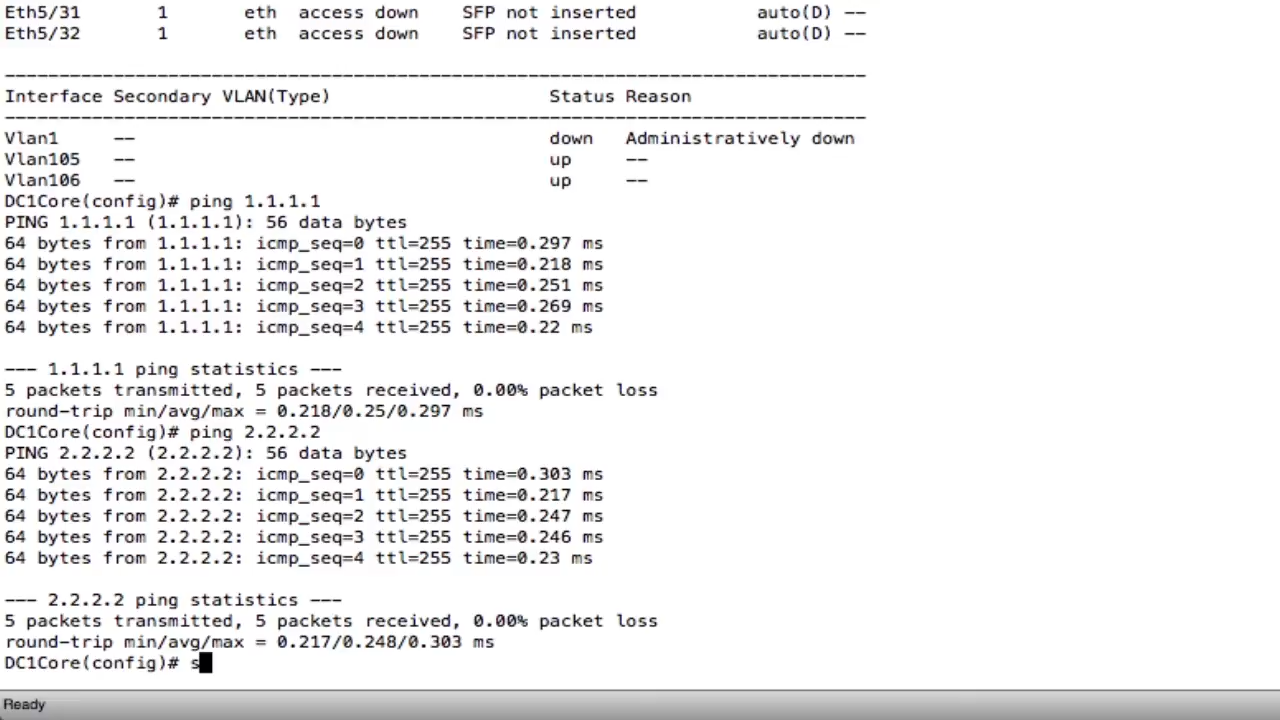 Eth5/31       1       eth  access down    SFP not inserted           auto(D) --
Eth5/32       1       eth  access down    SFP not inserted           auto(D) --
-------------------------------------------------------------------------------
Interface Secondary VLAN(Type)                    Status Reason
-------------------------------------------------------------------------------
Vlan1     --                                      down   Administratively down
Vlan105   --                                      up     --
Vlan106   --                                      up     --
DC1Core(config)# ping 1.1.1.1
PING 1.1.1.1 (1.1.1.1): 56 data bytes
64 bytes from 1.1.1.1: icmp_seq=0 ttl=255 time=0.297 ms
64 bytes from 1.1.1.1: icmp_seq=1 ttl=255 time=0.218 ms
64 bytes from 1.1.1.1: icmp_seq=2 ttl=255 time=0.251 ms
64 bytes from 1.1.1.1: icmp_seq=3 ttl=255 time=0.269 ms
64 bytes from 1.1.1.1: icmp_seq=4 ttl=255 time=0.22 ms
--- 1.1.1.1 ping statistics ---
5 packets transmitted, 5 packets received, 0.00% packet loss
round-trip min/avg/max = 0.218/0.25/0.297 ms
DC1Core(config)# ping 2.2.2.2
PING 2.2.2.2 (2.2.2.2): 56 data bytes
64 bytes from 2.2.2.2: icmp_seq=0 ttl=255 time=0.303 ms
64 bytes from 2.2.2.2: icmp_seq=1 ttl=255 time=0.217 ms
64 bytes from 2.2.2.2: icmp_seq=2 ttl=255 time=0.247 ms
64 bytes from 2.2.2.2: icmp_seq=3 ttl=255 time=0.246 ms
64 bytes from 2.2.2.2: icmp_seq=4 ttl=255 time=0.23 ms
--- 2.2.2.2 ping statistics ---
5 packets transmitted, 5 packets received, 0.00% packet loss
round-trip min/avg/max = 0.217/0.248/0.303 ms
DC1Core(config)# s
Ready